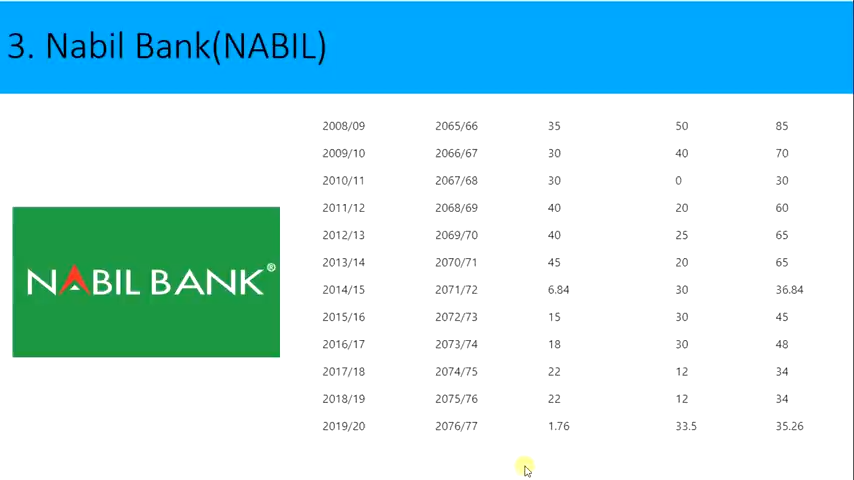 3. Nabil Bank(NABIL)
2008/09 2065/66 35 50 85
2009/10 2066/67 30 40 70
2010/11 2067/68 30 0 30
2011/12 2068/69 40 20 60
2012/13 2069/70 40 25 65
2013/14 2070/71 45 20 65
2014/15 2071/72 6.84 30 36.84
2015/16 2072/73 15 30 45
2016/17 2073/74 18 30 48
2017/18 2074/75 22 12 34
2018/19 2075/76 22 12 34
2019/20 2076/77 1.76 33.5 35.26
NABIL BANK®